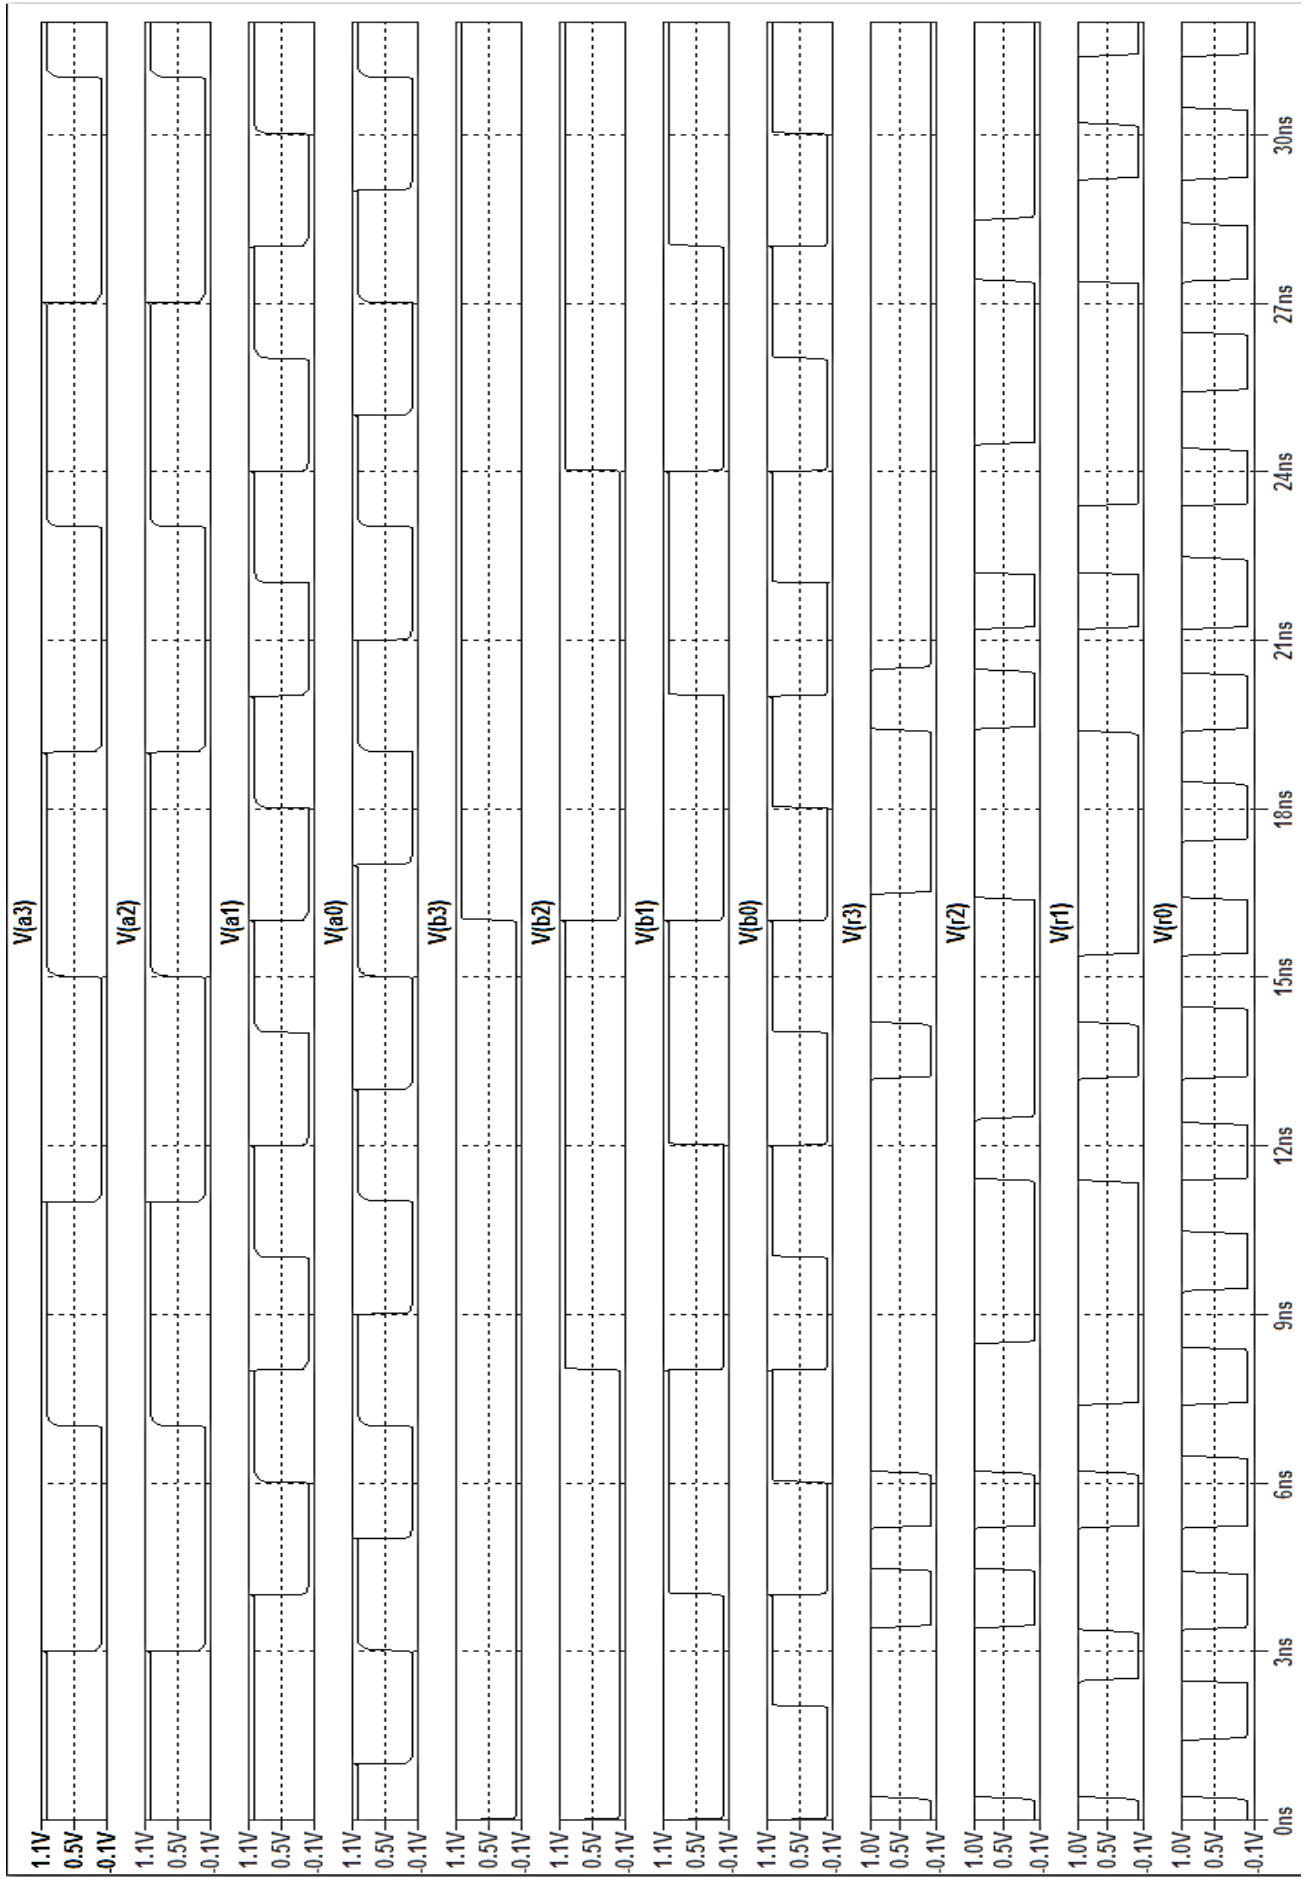 V(a3)
1.1V
0.5V
-0.1V
V(a2)
1.1V
0.5V
-0.1V
V(a1)
1.1V
0.5V
-0.1V
V(a0)
1.1V
0.5V
-0.1V
V(b3)
1.1V
0.5V
-0.1V
V(b2)
1.1V
0.5V
-0.1V
V(b1)
1.1V
0.5V
-0.1V
V(b0)
1.1V
0.5V
-0.1V
V(r3)
1.0V
0.5V
-0.1V
V(r2)
1.0V
0.5V
-0.1V
V(r1)
1.0V
0.5V
-0.1V
V(r0)
1.0V
0.5V
-0.1V
0ns 3ns 6ns 9ns 12ns 15ns 18ns 21ns 24ns 27ns 30ns